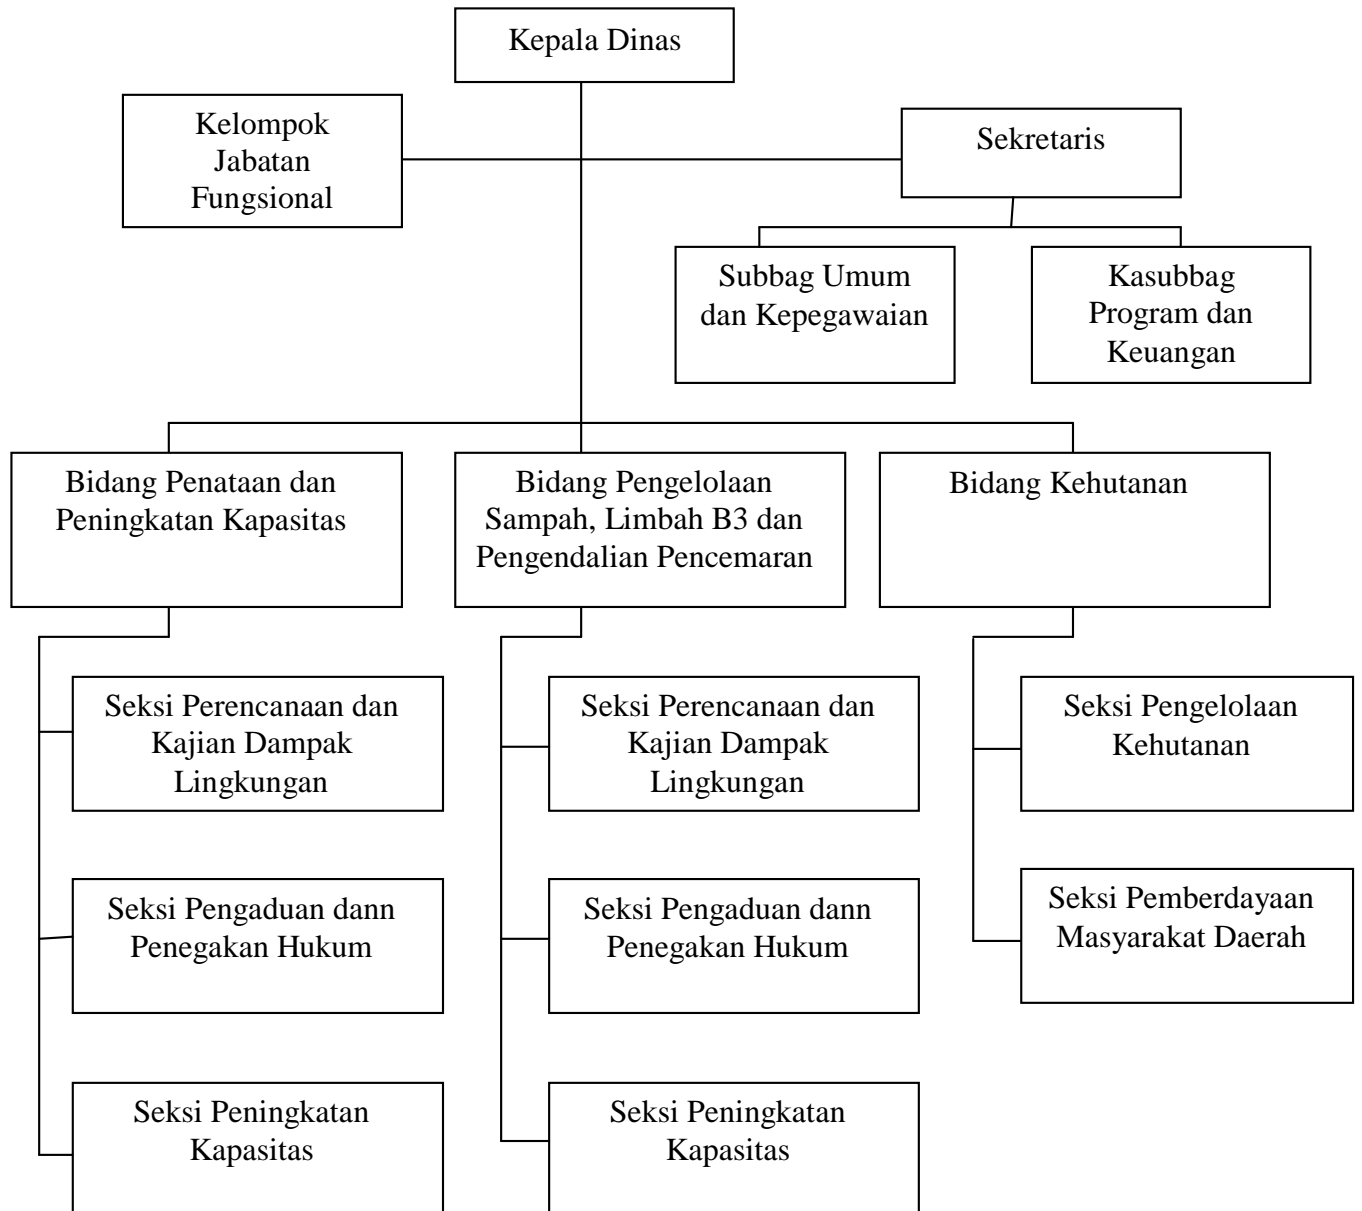 Kepala Dinas
Kelompok
Jabatan
Fungsional
Sekretaris
Subbag Umum
dan Kepegawaian
Kasubbag
Program dan
Keuangan
Bidang Penataan dan
Peningkatan Kapasitas
Bidang Pengelolaan
Sampah, Limbah B3 dan
Pengendalian Pencemaran
Bidang Kehutanan
Seksi Perencanaan dan
Kajian Dampak
Lingkungan
Seksi Perencanaan dan
Kajian Dampak
Lingkungan
Seksi Pengelolaan
Kehutanan
Seksi Pengaduan dann
Penegakan Hukum
Seksi Pengaduan dann
Penegakan Hukum
Seksi Pemberdayaan
Masyarakat Daerah
Seksi Peningkatan
Kapasitas
Seksi Peningkatan
Kapasitas